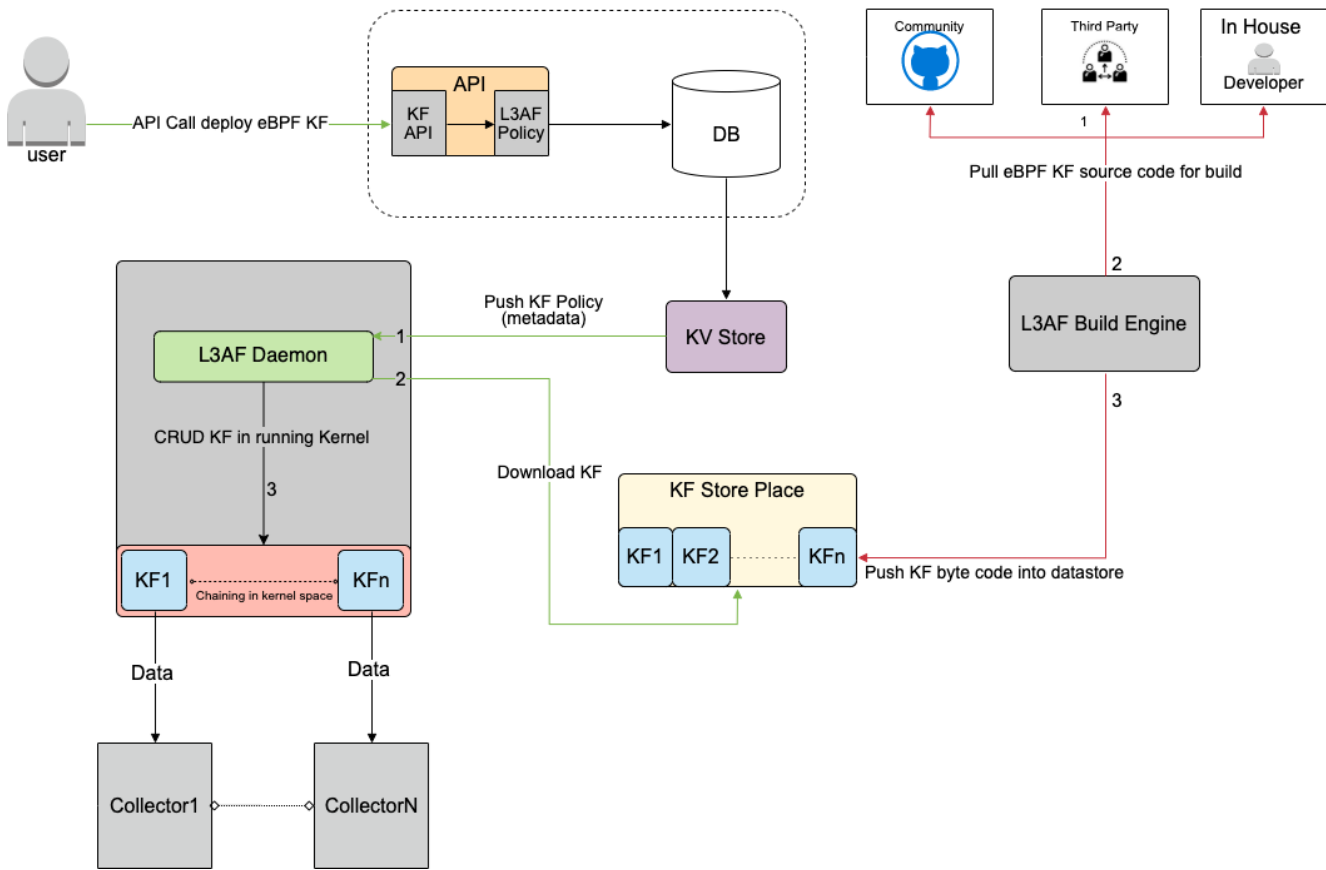 Community
Third Party
In House
Developer
API
KF
API
L3AF
Policy
DB
API Call deploy eBPF KF
user
1
Pull eBPF KF source code for build
2
L3AF Build Engine
3
Push KF Policy
(metadata)
KV Store
1
L3AF Daemon
2
CRUD KF in running Kernel
3
Download KF
KF Store Place
KF1
KF2
KFn
Push KF byte code into datastore
KF1
Chaining in kernel space
KFn
Data
Data
Collector1
CollectorN